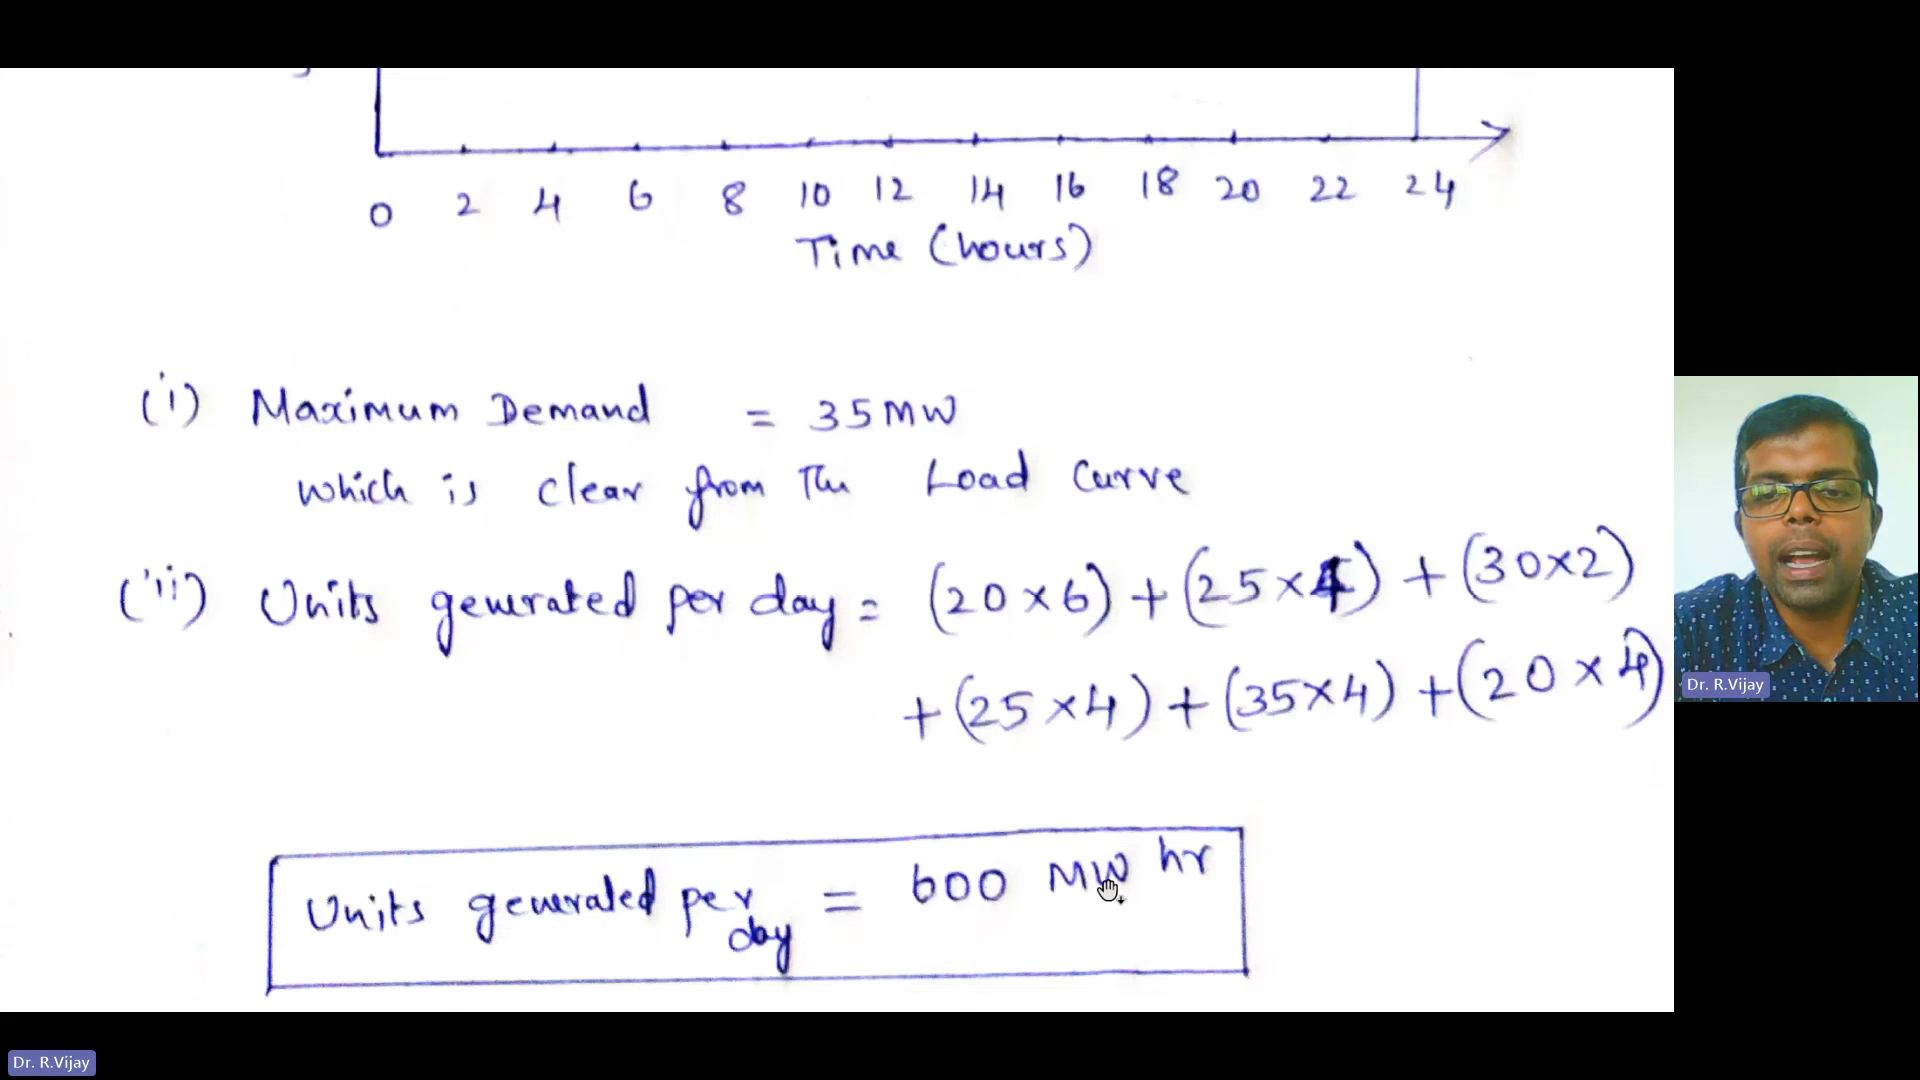 0 2 4 6 8 10 12 14 16 18 20 22 24
Time (hours)
(i) Maximum Demand = 35 MW
which is clear from the Load Curve
(ii) Units generated per day = (20 x 6) + (25 x 4) + (30 x 2)
+ (25 x 4) + (35 x 4) + (20 x 4)
Units generated per day = 600 MW hr
Dr. R.Vijay
Dr. R.Vijay